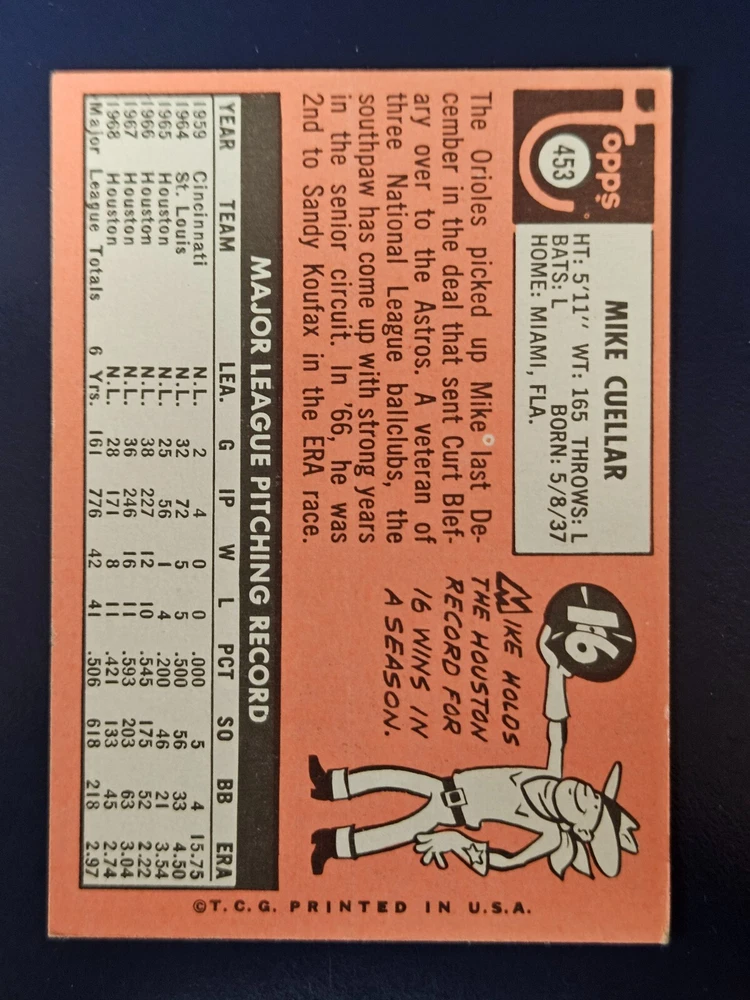 Topps
453
MIKE CUELLAR
HT: 5'11" WT: 165 THROWS: L
BATS: L BORN: 5/8/37
HOME: MIAMI, FLA.
The Orioles picked up Mike last De-
cember in the deal that sent Curt Blef-
ary over to the Astros. A veteran of
three National League ballclubs, the
southpaw has come up with strong years
in the senior circuit. In '66, he was
2nd to Sandy Koufax in the ERA race.
16
MIKE HOLDS
THE HOUSTON
RECORD FOR
16 WINS IN
A SEASON.
MAJOR LEAGUE PITCHING RECORD
YEAR TEAM LEA. G IP W L PCT SO BB ERA
1959 Cincinnati N.L. 2 4 0 0 .000 5 4 15.75
1964 St. Louis N.L. 32 72 5 5 .500 56 33 4.50
1965 Houston N.L. 25 56 1 4 .200 46 21 3.54
1966 Houston N.L. 38 227 12 10 .545 175 52 2.22
1967 Houston N.L. 36 246 16 11 .593 203 63 3.04
1968 Houston N.L. 28 171 8 11 .421 133 45 2.74
Major League Totals 6 Yrs. 161 776 42 41 .506 618 218 2.97
©T.C.G. PRINTED IN U.S.A.